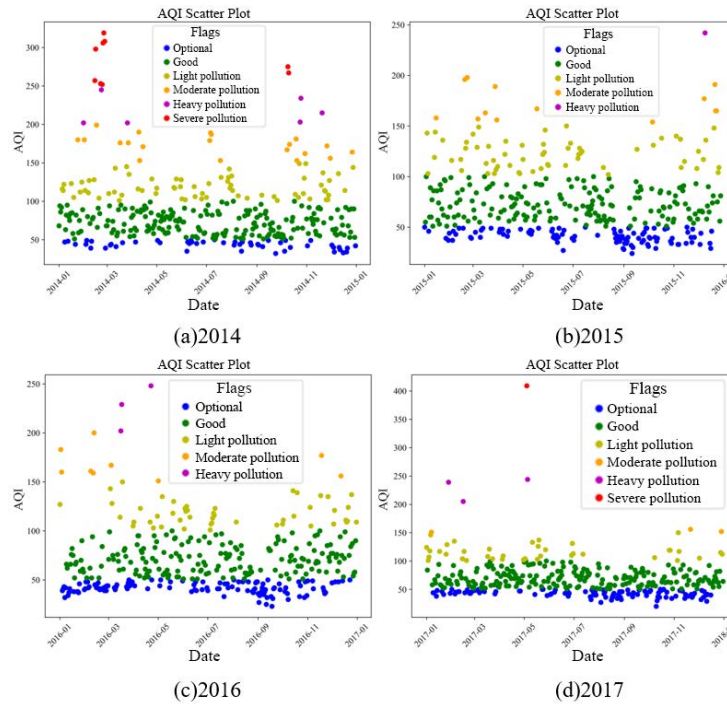 AQI Scatter Plot
Flags
Optional
Good
Light pollution
Moderate pollution
Heavy pollution
Severe pollution
AQI
300
250
200
150
100
50
2014-01
2014-03
2014-05
2014-07
2014-09
2014-11
2015-01
Date
(a)2014
AQI Scatter Plot
Flags
Optional
Good
Light pollution
Moderate pollution
Heavy pollution
AQI
250
200
150
100
50
2015-01
2015-03
2015-05
2015-07
2015-09
2015-11
2016-
Date
(b)2015
AQI Scatter Plot
Flags
Optional
Good
Light pollution
Moderate pollution
Heavy pollution
AQI
250
200
150
100
50
2016-01
2016-03
2016-05
2016-07
2016-09
2016-11
2017-01
Date
(c)2016
AQI Scatter Plot
Flags
Optional
Good
Light pollution
Moderate pollution
Heavy pollution
Severe pollution
AQI
400
350
300
250
200
150
100
50
2017-01
2017-03
2017-05
2017-07
2017-09
2017-11
2018-
Date
(d)2017